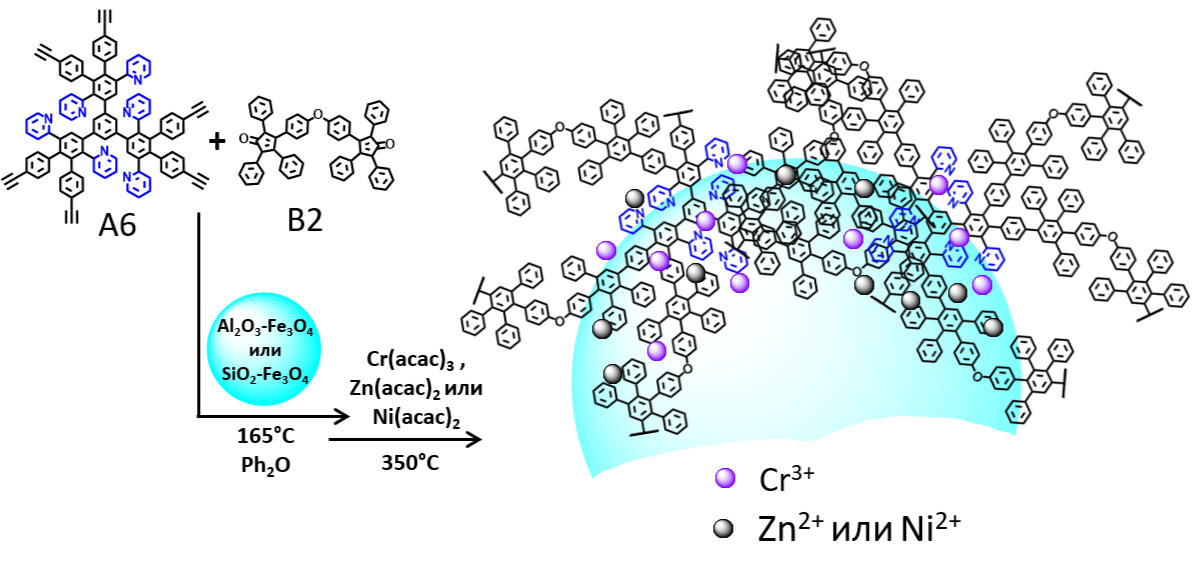 A6
+
B2
Al₂O₃-Fe₃O₄
или
SiO₂-Fe₃O₄
165°C
Ph₂O
Cr(acac)₃ ,
Zn(acac)₂ или
Ni(acac)₂
350°C
Cr³⁺
Zn²⁺ или Ni²⁺